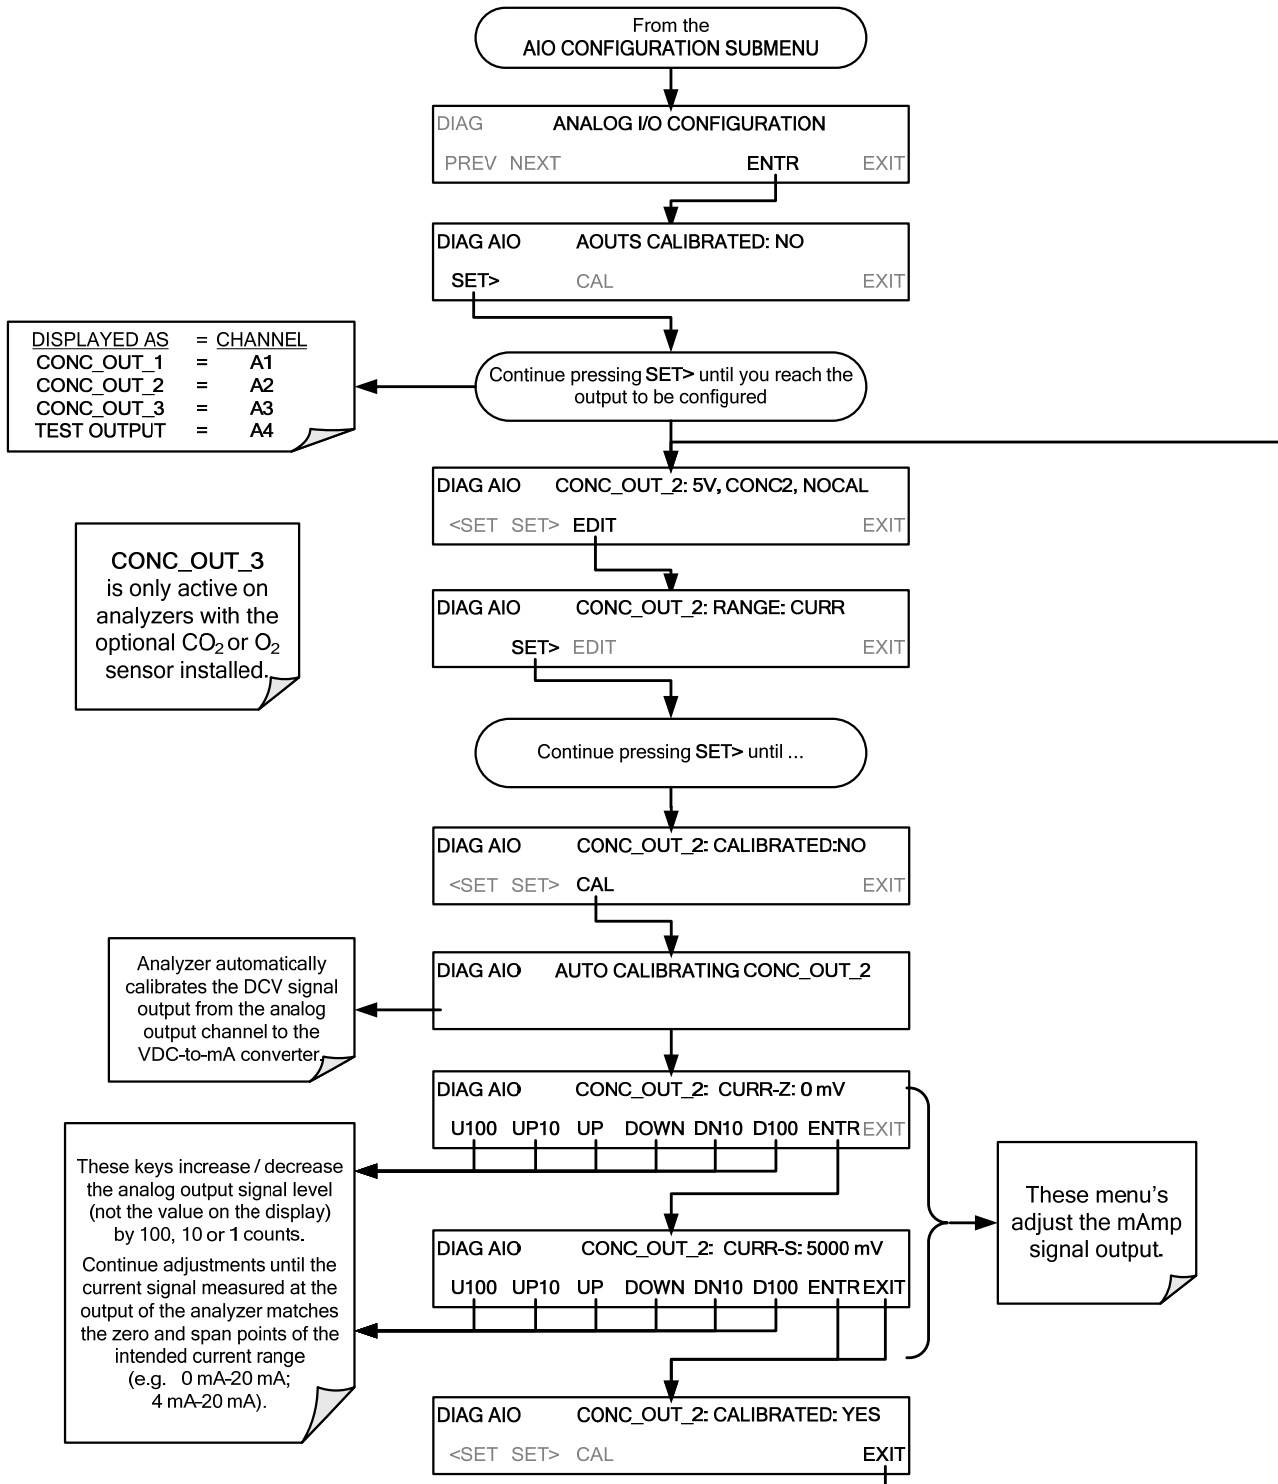 From the
AIO CONFIGURATION SUBMENU
DIAG ANALOG I/O CONFIGURATION
PREV NEXT ENTR EXIT
DIAG AIO AOUTS CALIBRATED: NO
SET> CAL EXIT
DISPLAYED AS = CHANNEL
CONC_OUT_1 = A1
CONC_OUT_2 = A2
CONC_OUT_3 = A3
TEST OUTPUT = A4
Continue pressing SET> until you reach the
output to be configured
DIAG AIO CONC_OUT_2: 5V, CONC2, NOCAL
<SET SET> EDIT EXIT
CONC_OUT_3
is only active on
analyzers with the
optional CO₂ or O₂
sensor installed.
DIAG AIO CONC_OUT_2: RANGE: CURR
SET> EDIT EXIT
Continue pressing SET> until ...
DIAG AIO CONC_OUT_2: CALIBRATED:NO
<SET SET> CAL EXIT
DIAG AIO AUTO CALIBRATING CONC_OUT_2
Analyzer automatically
calibrates the DCV signal
output from the analog
output channel to the
VDC-to-mA converter.
DIAG AIO CONC_OUT_2: CURR-Z: 0 mV
U100 UP10 UP DOWN DN10 D100 ENTR EXIT
These keys increase / decrease
the analog output signal level
(not the value on the display)
by 100, 10 or 1 counts.
Continue adjustments until the
current signal measured at the
output of the analyzer matches
the zero and span points of the
intended current range
(e.g. 0 mA-20 mA;
4 mA-20 mA).
DIAG AIO CONC_OUT_2: CURR-S: 5000 mV
U100 UP10 UP DOWN DN10 D100 ENTR EXIT
These menu's
adjust the mAmp
signal output.
DIAG AIO CONC_OUT_2: CALIBRATED: YES
<SET SET> CAL EXIT